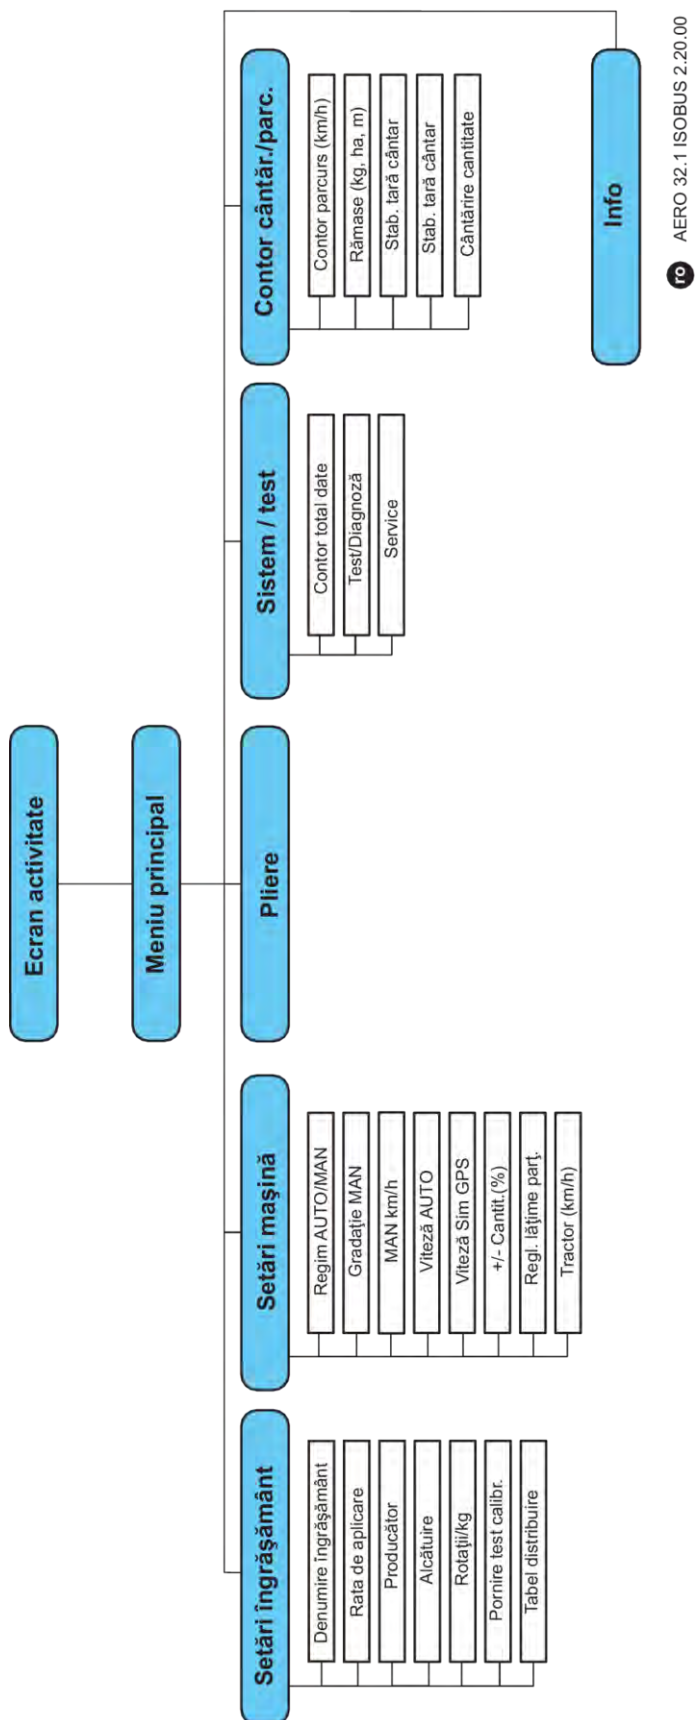 Ecran activitate
Meniu principal
Setări îngrăşământ
Denumire îngrăşământ
Rata de aplicare
Producător
Alcătuire
Rotaţii/kg
Pornire test calibr.
Tabel distribuire
Setări maşină
Regim AUTO/MAN
Gradaţie MAN
MAN km/h
Viteză AUTO
Viteză Sim GPS
+/- Cantit.(%)
Regl. lăţime parţ.
Tractor (km/h)
Pliere
Sistem / test
Contor total date
Test/Diagnoză
Service
Contor cântăr./parc.
Contor parcurs (km/h)
Rămase (kg, ha, m)
Stab. tară cântar
Stab. tară cântar
Cântărire cantitate
Info
ro AERO 32.1 ISOBUS 2.20.00